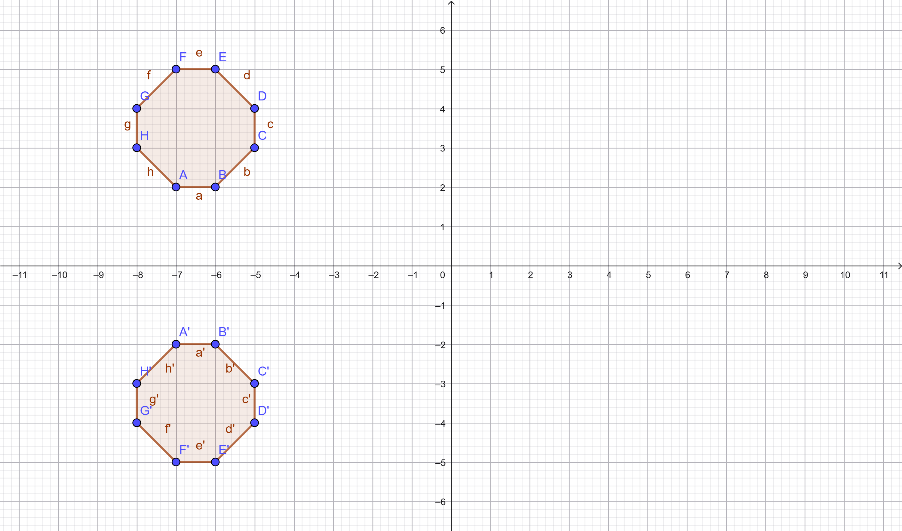 6
F e E
5
f d
G D
4
g c
H C
3
h A B b
2
a
1
−11 −10 −9 −8 −7 −6 −5 −4 −3 −2 −1 0 1 2 3 4 5 6 7 8 9 10 11
−1
A' B'
−2
a'
H' h' b' C'
−3
g' c'
G' D'
−4
f' d'
F' e' E'
−5
−6